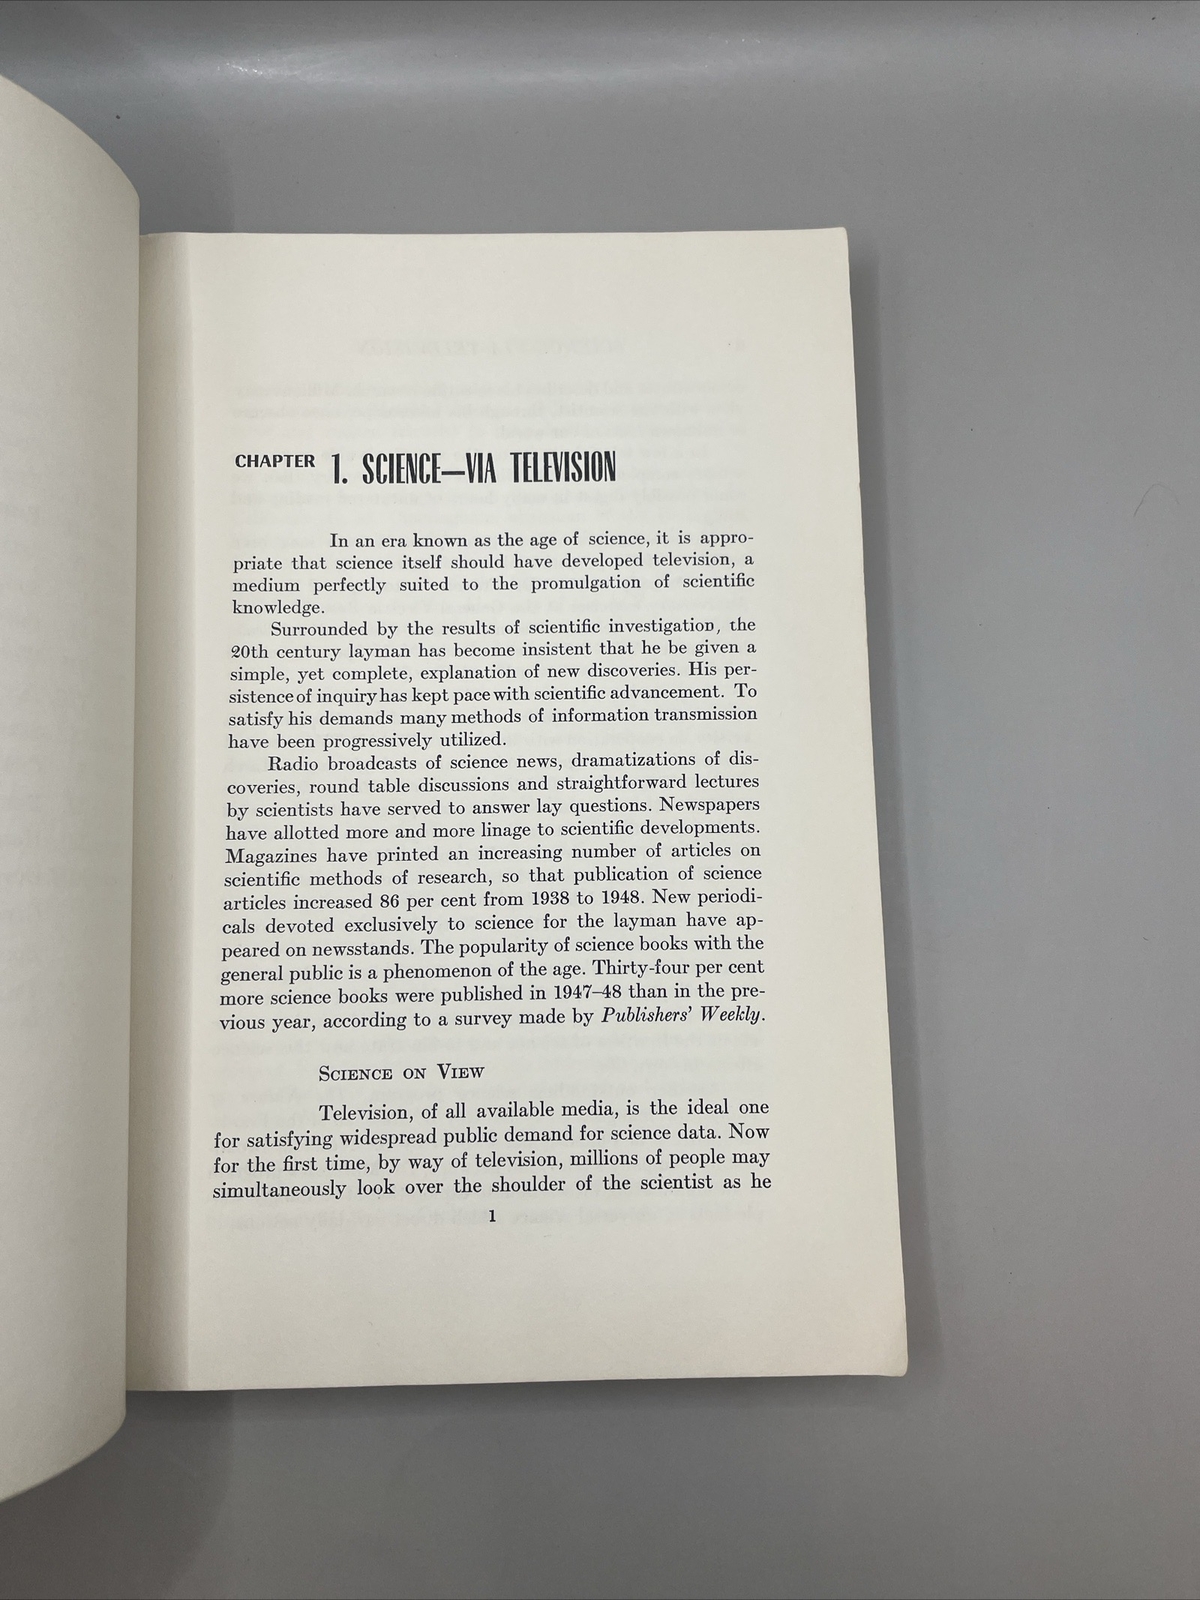 CHAPTER 1. SCIENCE—VIA TELEVISION
In an era known as the age of science, it is appro-
priate that science itself should have developed television, a
medium perfectly suited to the promulgation of scientific
knowledge.
Surrounded by the results of scientific investigation, the
20th century layman has become insistent that he be given a
simple, yet complete, explanation of new discoveries. His per-
sistence of inquiry has kept pace with scientific advancement. To
satisfy his demands many methods of information transmission
have been progressively utilized.
Radio broadcasts of science news, dramatizations of dis-
coveries, round table discussions and straightforward lectures
by scientists have served to answer lay questions. Newspapers
have allotted more and more linage to scientific developments.
Magazines have printed an increasing number of articles on
scientific methods of research, so that publication of science
articles increased 86 per cent from 1938 to 1948. New periodi-
cals devoted exclusively to science for the layman have ap-
peared on newsstands. The popularity of science books with the
general public is a phenomenon of the age. Thirty-four per cent
more science books were published in 1947–48 than in the pre-
vious year, according to a survey made by Publishers' Weekly.
SCIENCE ON VIEW
Television, of all available media, is the ideal one
for satisfying widespread public demand for science data. Now
for the first time, by way of television, millions of people may
simultaneously look over the shoulder of the scientist as he
1